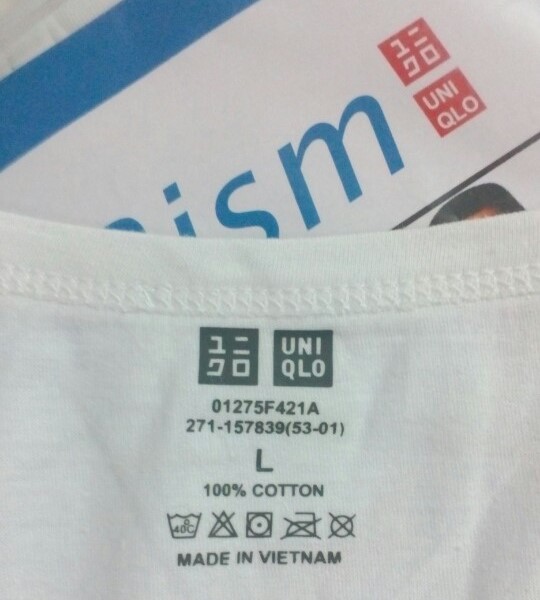 ユニ
クロ
UNI
QLO
ism
ユニ
クロ
UNI
QLO
01275F421A
271-157839(53-01)
L
100% COTTON
40C
MADE IN VIETNAM